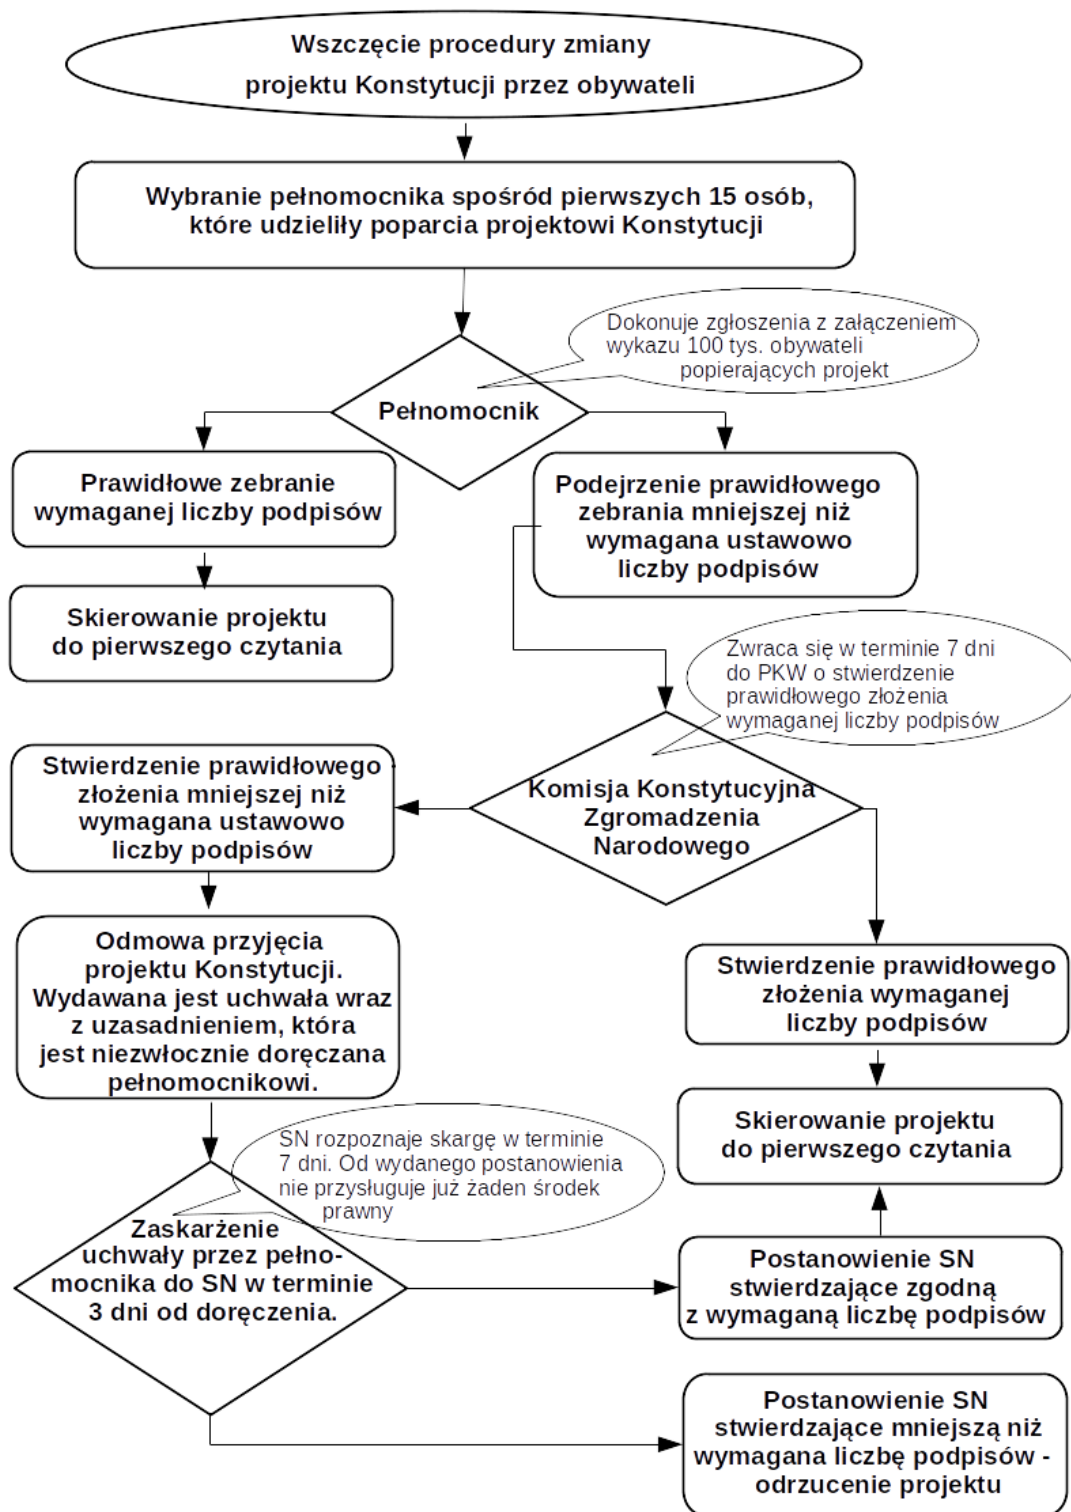 Wszczęcie procedury zmiany
projektu Konstytucji przez obywateli
Wybranie pełnomocnika spośród pierwszych 15 osób,
które udzieliły poparcia projektowi Konstytucji
Dokonuje zgłoszenia z załączeniem
wykazu 100 tys. obywateli
popierających projekt
Pełnomocnik
Prawidłowe zebranie
wymaganej liczby podpisów
Podejrzenie prawidłowego
zebrania mniejszej niż
wymagana ustawowo
liczby podpisów
Skierowanie projektu
do pierwszego czytania
Zwraca się w terminie 7 dni
do PKW o stwierdzenie
prawidłowego złożenia
wymaganej liczby podpisów
Stwierdzenie prawidłowego
złożenia mniejszej niż
wymagana ustawowo
liczby podpisów
Komisja Konstytucyjna
Zgromadzenia
Narodowego
Odmowa przyjęcia
projektu Konstytucji.
Wydawana jest uchwała wraz
z uzasadnieniem, która
jest niezwłocznie doręczana
pełnomocnikowi.
Stwierdzenie prawidłowego
złożenia wymaganej
liczby podpisów
Skierowanie projektu
do pierwszego czytania
SN rozpoznaje skargę w terminie
7 dni. Od wydanego postanowienia
nie przysługuje już żaden środek
prawny
Zaskarżenie
uchwały przez pełno-
mocnika do SN w terminie
3 dni od doręczenia.
Postanowienie SN
stwierdzające zgodną
z wymaganą liczbę podpisów
Postanowienie SN
stwierdzające mniejszą niż
wymagana liczbę podpisów -
odrzucenie projektu